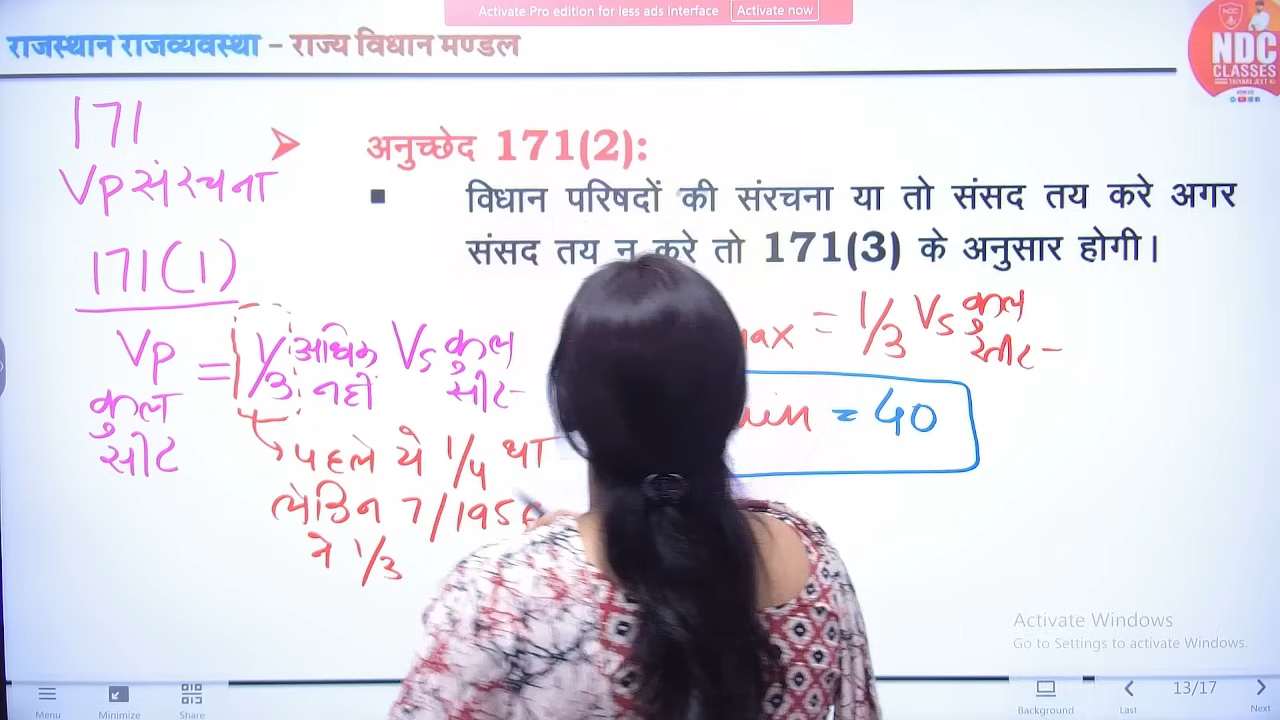 Activate Pro edition for less ads interface Activate now
राजस्थान राजव्यवस्था – राज्य विधान मण्डल
NDC
CLASSES
171
Vp संरचना
171(1)
Vp = 1/3 अधिक नहीं Vs कुल सीट
कुल
सीट
पहले ये 1/4 था
लेकिन 7/195
ने 1/3
अनुच्छेद 171(2):
विधान परिषदों की संरचना या तो संसद तय करे अगर
संसद तय न करे तो 171(3) के अनुसार होगी।
= 1/3 Vs कुल सीट
= 40
Activate Windows
Go to Settings to activate Windows.
Menu Minimize Share Background Last 13/17 Next